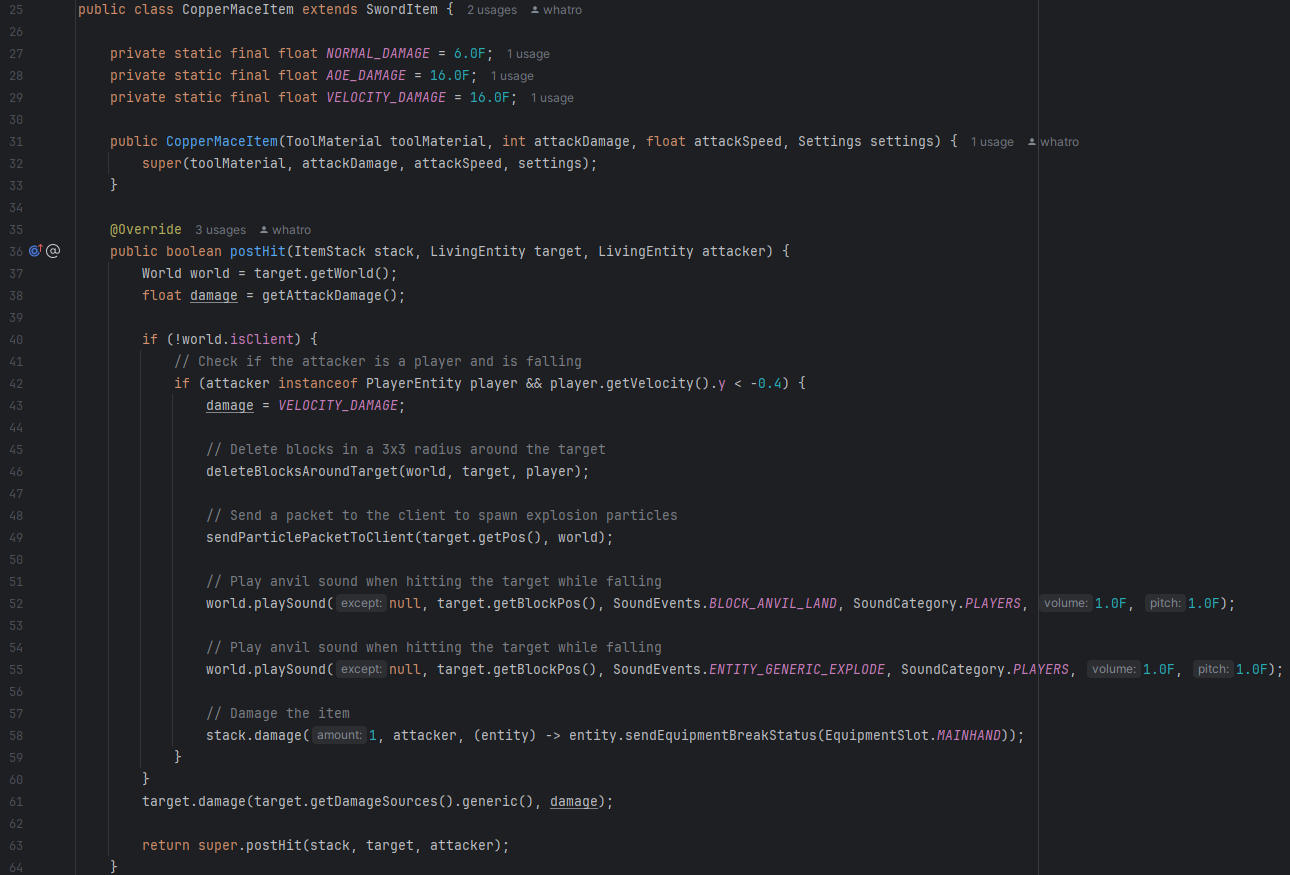 25 public class CopperMaceItem extends SwordItem { 2 usages whatro
26
27 private static final float NORMAL_DAMAGE = 6.0F; 1 usage
28 private static final float AOE_DAMAGE = 16.0F; 1 usage
29 private static final float VELOCITY_DAMAGE = 16.0F; 1 usage
30
31 public CopperMaceItem(ToolMaterial toolMaterial, int attackDamage, float attackSpeed, Settings settings) { 1 usage whatro
32 super(toolMaterial, attackDamage, attackSpeed, settings);
33 }
34
35 @Override 3 usages whatro
36 @ public boolean postHit(ItemStack stack, LivingEntity target, LivingEntity attacker) {
37 World world = target.getWorld();
38 float damage = getAttackDamage();
39
40 if (!world.isClient) {
41 // Check if the attacker is a player and is falling
42 if (attacker instanceof PlayerEntity player && player.getVelocity().y < -0.4) {
43 damage = VELOCITY_DAMAGE;
44
45 // Delete blocks in a 3x3 radius around the target
46 deleteBlocksAroundTarget(world, target, player);
47
48 // Send a packet to the client to spawn explosion particles
49 sendParticlePacketToClient(target.getPos(), world);
50
51 // Play anvil sound when hitting the target while falling
52 world.playSound( except: null, target.getBlockPos(), SoundEvents.BLOCK_ANVIL_LAND, SoundCategory.PLAYERS, volume: 1.0F, pitch: 1.0F);
53
54 // Play anvil sound when hitting the target while falling
55 world.playSound( except: null, target.getBlockPos(), SoundEvents.ENTITY_GENERIC_EXPLODE, SoundCategory.PLAYERS, volume: 1.0F, pitch: 1.0F);
56
57 // Damage the item
58 stack.damage( amount: 1, attacker, (entity) -> entity.sendEquipmentBreakStatus(EquipmentSlot.MAINHAND));
59 }
60 }
61 target.damage(target.getDamageSources().generic(), damage);
62
63 return super.postHit(stack, target, attacker);
64 }